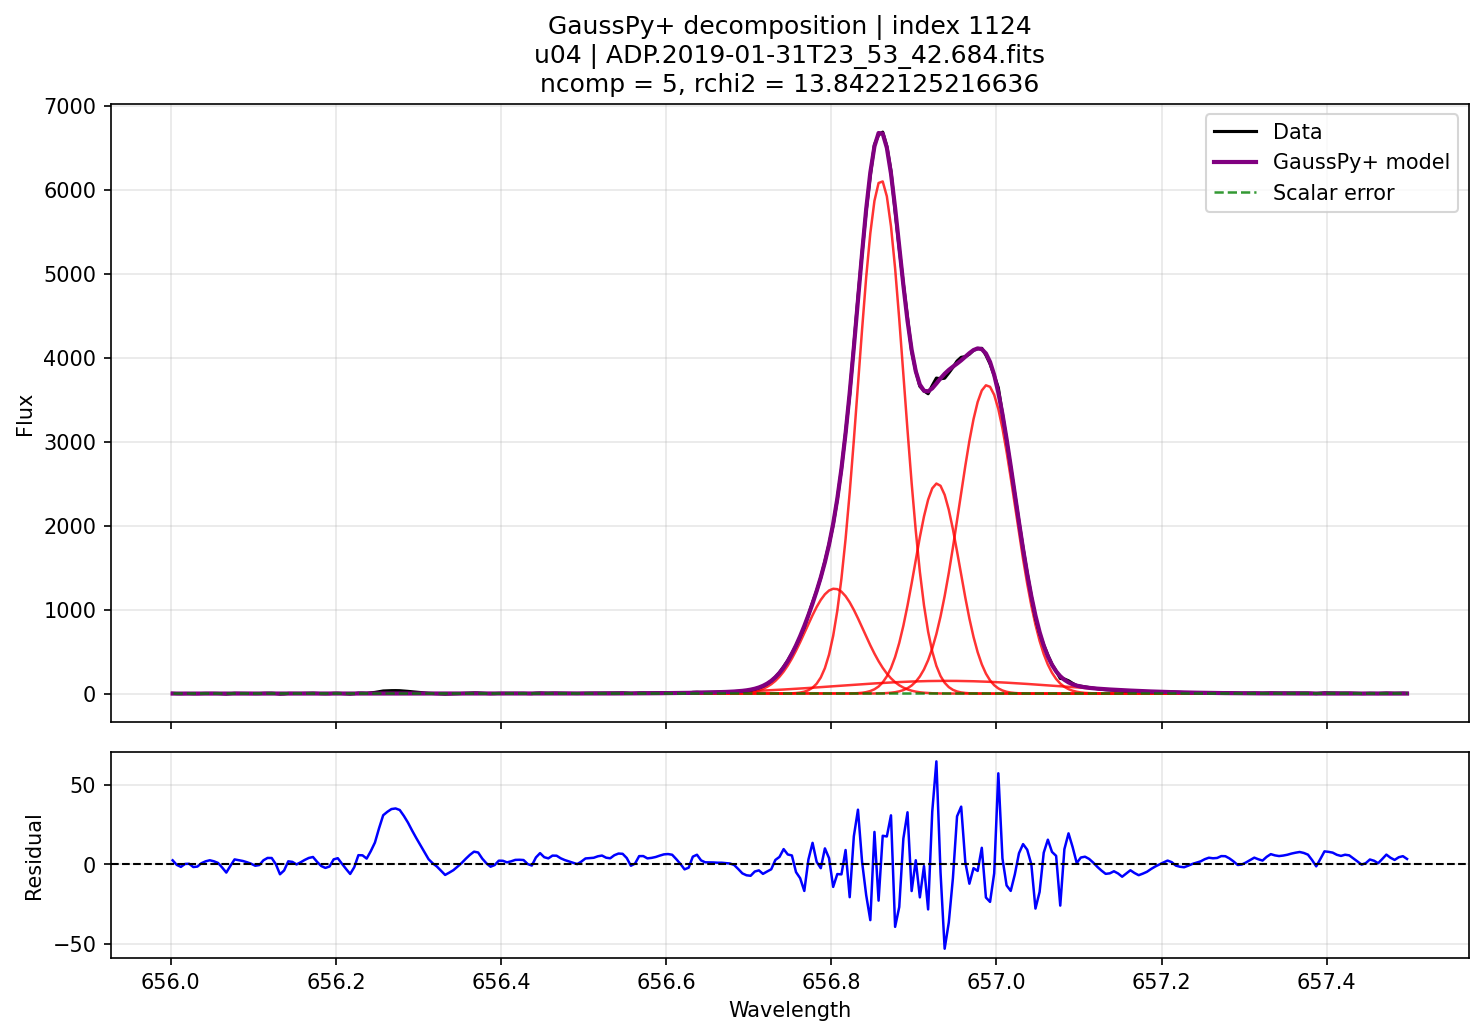 GaussPy+ decomposition | index 1124
u04 | ADP.2019-01-31T23_53_42.684.fits
ncomp = 5, rchi2 = 13.8422125216636
7000
6000
5000
4000
3000
2000
1000
0
Flux
Data
GaussPy+ model
Scalar error
50
0
−50
Residual
656.0
656.2
656.4
656.6
656.8
657.0
657.2
657.4
Wavelength